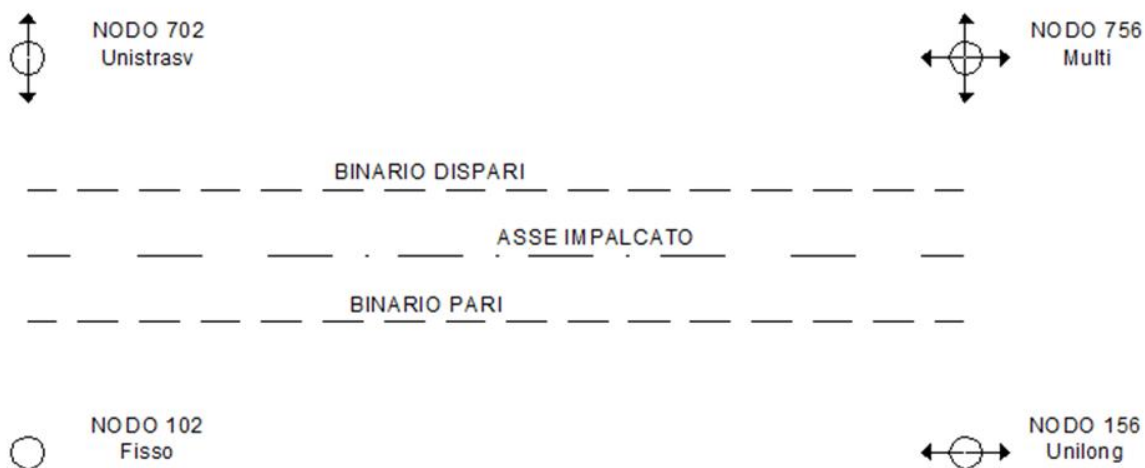 NODO 702
Unistrasv
NODO 756
Multi
BINARIO DISPARI
ASSE IMPALCATO
BINARIO PARI
NODO 102
Fisso
NODO 156
Unilong